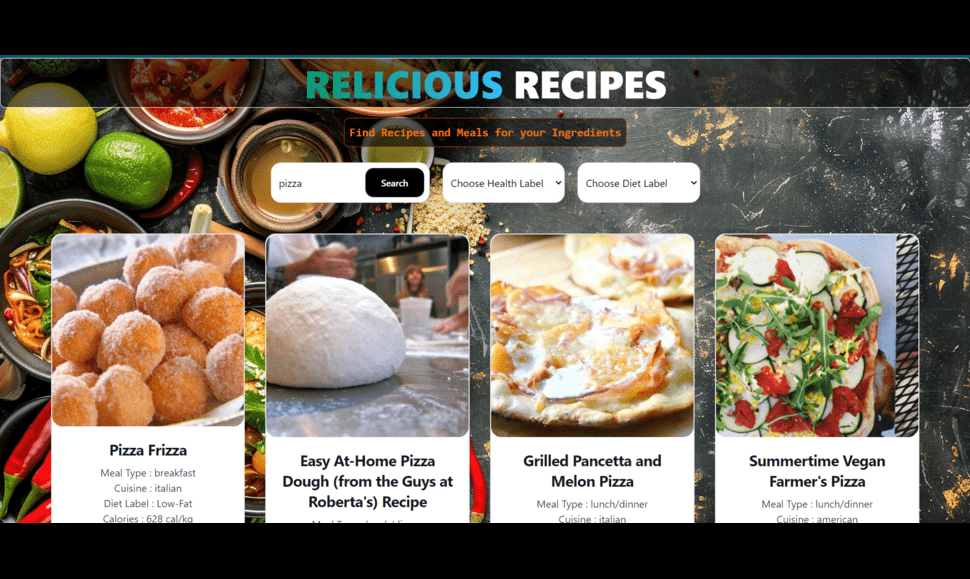 RELICIOUS RECIPES
Find Recipes and Meals for your Ingredients
pizza
Search
Choose Health Label
Choose Diet Label
Pizza Frizza
Meal Type : breakfast
Cuisine : italian
Diet Label : Low-Fat
Calories : 628 cal/kg
Easy At-Home Pizza
Dough (from the Guys at
Roberta's) Recipe
Grilled Pancetta and
Melon Pizza
Meal Type : lunch/dinner
Cuisine : italian
Summertime Vegan
Farmer's Pizza
Meal Type : lunch/dinner
Cuisine : american